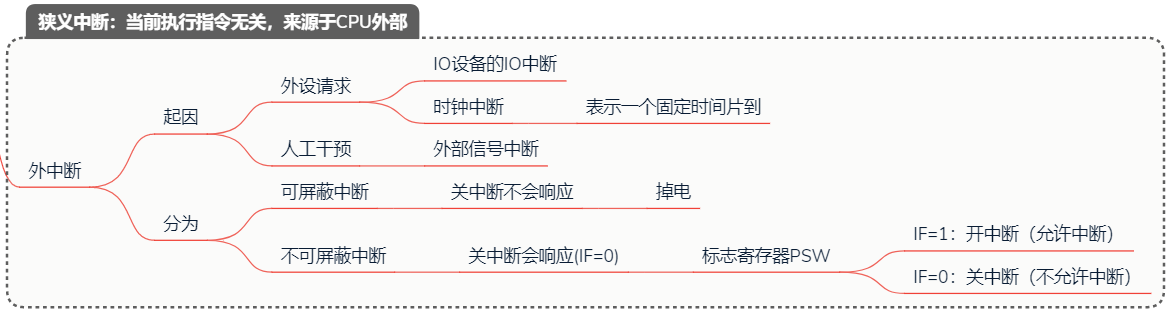 狭义中断：当前执行指令无关，来源于CPU外部
外中断
起因
外设请求
IO设备的IO中断
时钟中断
表示一个固定时间片到
人工干预
外部信号中断
分为
可屏蔽中断
关中断不会响应
掉电
不可屏蔽中断
关中断会响应(IF=0)
标志寄存器PSW
IF=1：开中断（允许中断）
IF=0：关中断（不允许中断）